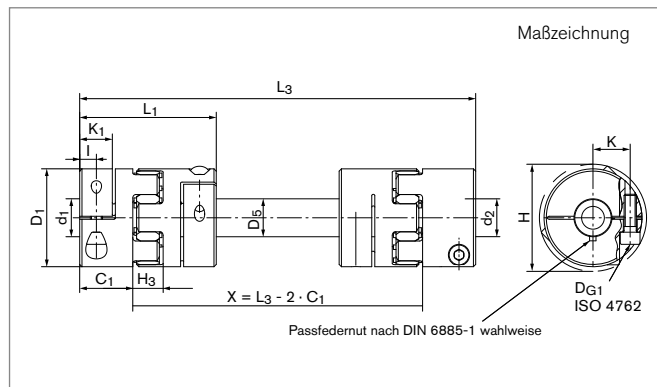 Maßzeichnung
L3
L1
K1
I
K
D1
d1
D5
d2
H
C1
H3
DG1
ISO 4762
X = L3 - 2 · C1
Passfedernut nach DIN 6885-1 wahlweise